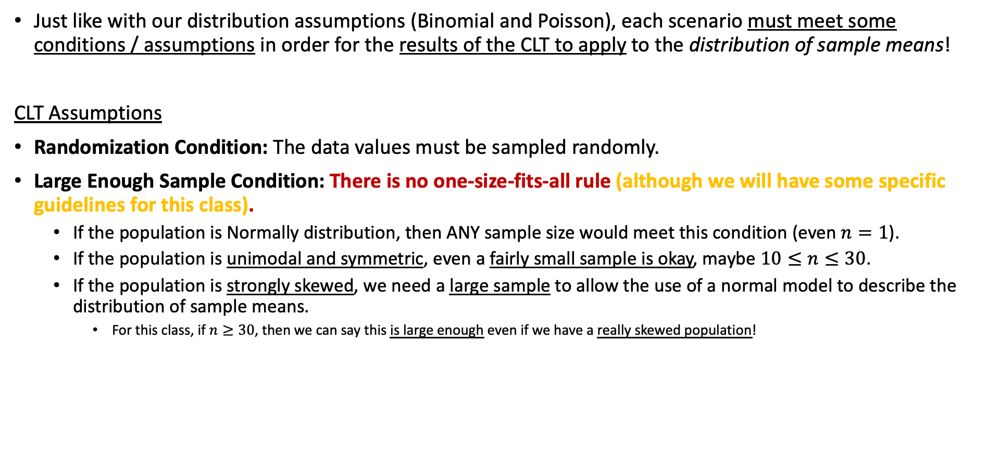 • Just like with our distribution assumptions (Binomial and Poisson), each scenario must meet some
conditions / assumptions in order for the results of the CLT to apply to the distribution of sample means!
CLT Assumptions
• Randomization Condition: The data values must be sampled randomly.
• Large Enough Sample Condition: There is no one-size-fits-all rule (although we will have some specific
guidelines for this class).
• If the population is Normally distribution, then ANY sample size would meet this condition (even n = 1).
• If the population is unimodal and symmetric, even a fairly small sample is okay, maybe 10 ≤ n ≤ 30.
• If the population is strongly skewed, we need a large sample to allow the use of a normal model to describe the
distribution of sample means.
• For this class, if n ≥ 30, then we can say this is large enough even if we have a really skewed population!